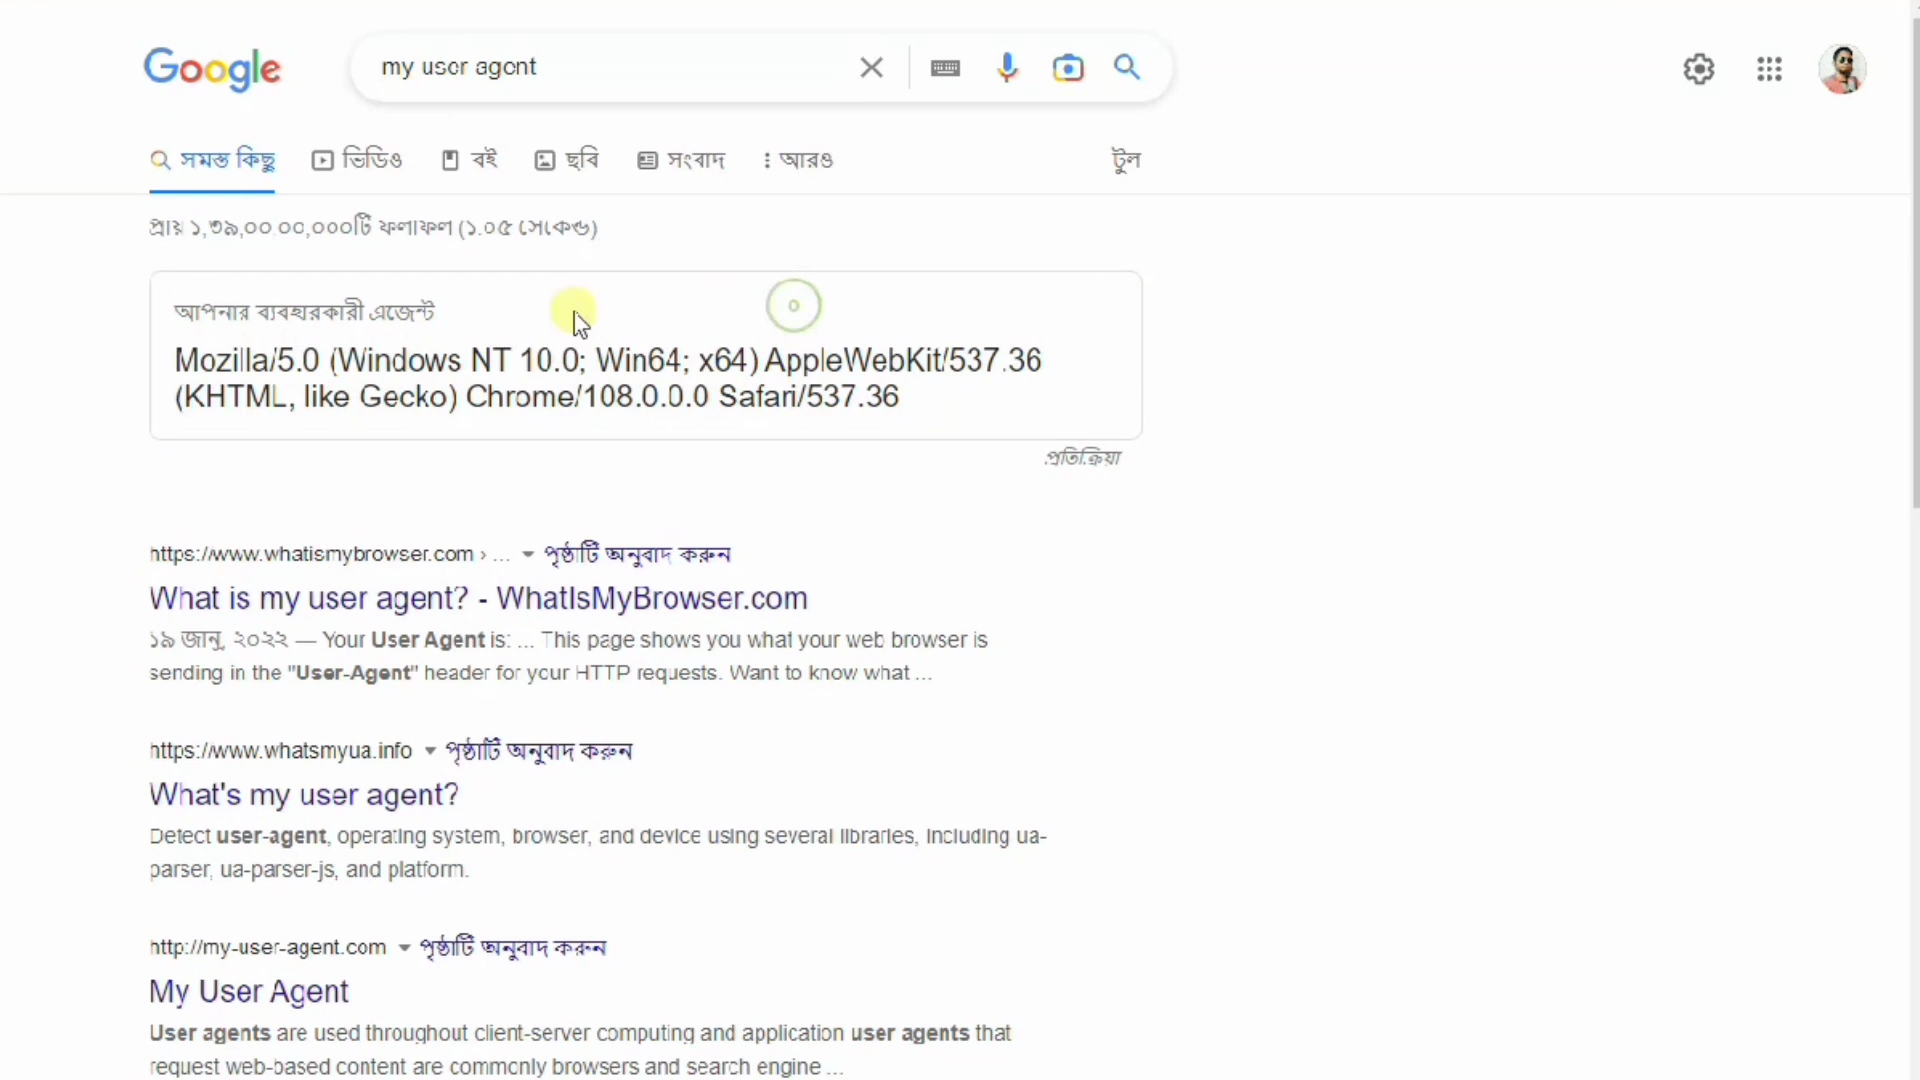 Google
my user agent
সমস্ত কিছু ভিডিও বই ছবি সংবাদ আরও টুল
প্রায় ১,৩৯,০০,০০,০০০টি ফলাফল (১.০৫ সেকেন্ড)
আপনার ব্যবহারকারী এজেন্ট
Mozilla/5.0 (Windows NT 10.0; Win64; x64) AppleWebKit/537.36
(KHTML, like Gecko) Chrome/108.0.0.0 Safari/537.36
প্রতিক্রিয়া
https://www.whatismybrowser.com › ... পৃষ্ঠাটি অনুবাদ করুন
What is my user agent? - WhatIsMyBrowser.com
১৯ জানু, ২০২২ — Your User Agent is: ... This page shows you what your web browser is
sending in the "User-Agent" header for your HTTP requests. Want to know what ...
https://www.whatsmyua.info পৃষ্ঠাটি অনুবাদ করুন
What's my user agent?
Detect user-agent, operating system, browser, and device using several libraries, including ua-
parser, ua-parser-js, and platform.
http://my-user-agent.com পৃষ্ঠাটি অনুবাদ করুন
My User Agent
User agents are used throughout client-server computing and application user agents that
request web-based content are commonly browsers and search engine ...